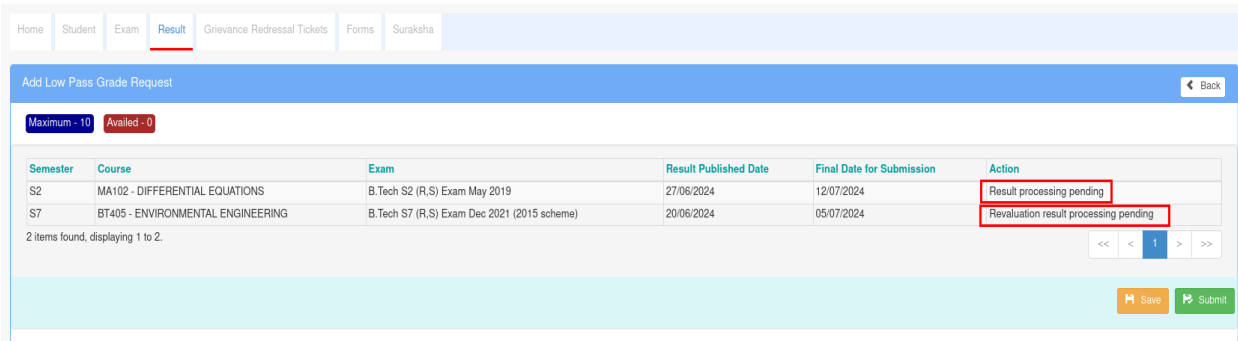 Home Student Exam Result Grievance Redressal Tickets Forms Suraksha
Add Low Pass Grade Request
Back
Maximum - 10 Availed - 0
Semester Course Exam Result Published Date Final Date for Submission Action
S2 MA102 - DIFFERENTIAL EQUATIONS B.Tech S2 (R,S) Exam May 2019 27/06/2024 12/07/2024 Result processing pending
S7 BT405 - ENVIRONMENTAL ENGINEERING B.Tech S7 (R,S) Exam Dec 2021 (2015 scheme) 20/06/2024 05/07/2024 Revaluation result processing pending
2 items found, displaying 1 to 2.
<< < 1 > >>
Save Submit